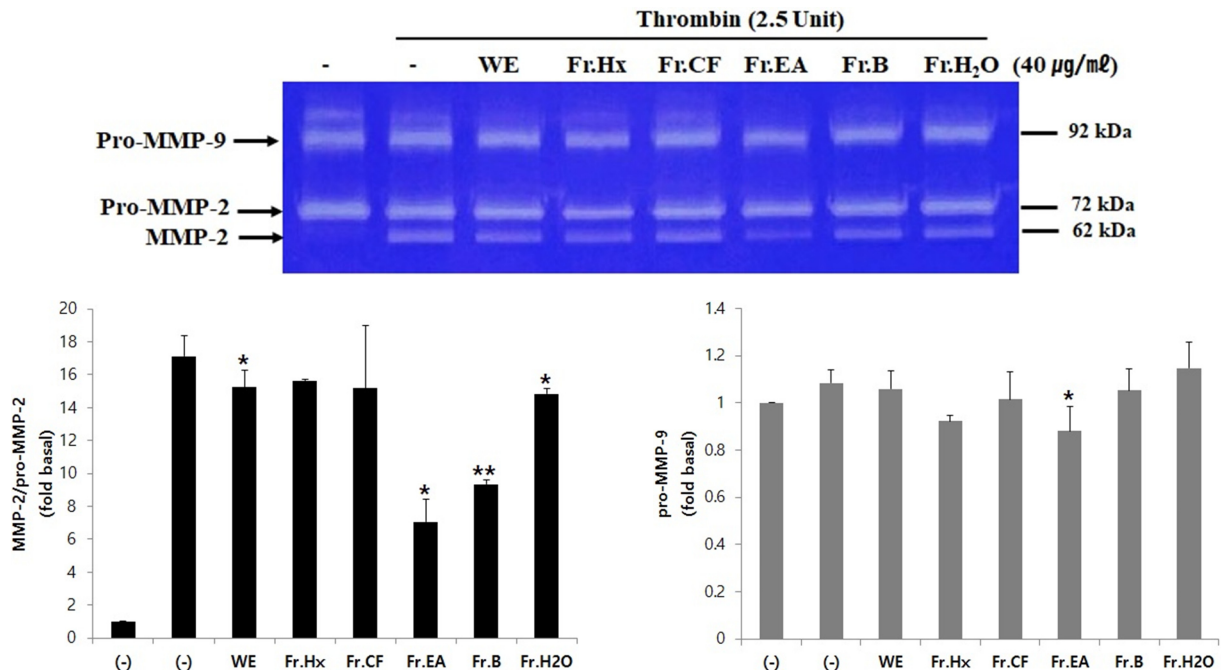 Thrombin (2.5 Unit)
- - WE Fr.Hx Fr.CF Fr.EA Fr.B Fr.H₂O (40 ㎍/㎖)
Pro-MMP-9 92 kDa
Pro-MMP-2 72 kDa
MMP-2 62 kDa
MMP-2/pro-MMP-2
(fold basal)
20
18
16
14
12
10
8
6
4
2
0
*
*
**
*
(-) (-) WE Fr.Hx Fr.CF Fr.EA Fr.B Fr.H2O
pro-MMP-9
(fold basal)
1.4
1.2
1
0.8
0.6
0.4
0.2
0
*
(-) (-) WE Fr.Hx Fr.CF Fr.EA Fr.B Fr.H2O